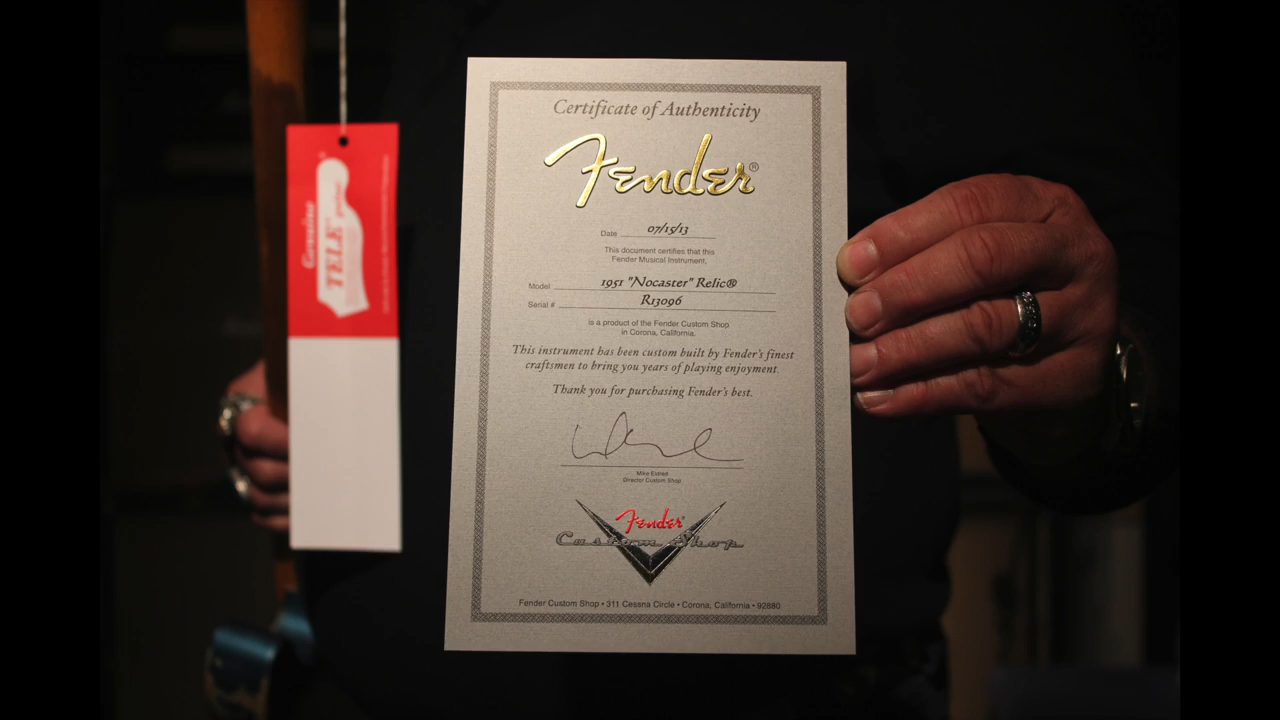 Certificate of Authenticity
Fender®
Date 07/15/13
This document certifies that this
Fender Musical Instrument,
Model 1951 "Nocaster" Relic®
Serial # R13096
is a product of the Fender Custom Shop
in Corona, California.
This instrument has been custom built by Fender's finest
craftsmen to bring you years of playing enjoyment.
Thank you for purchasing Fender's best.
Mike Eldred
Director Custom Shop
Fender®
Custom Shop
Fender Custom Shop • 311 Cessna Circle • Corona, California • 92880
Genuine
TELE®
guitar